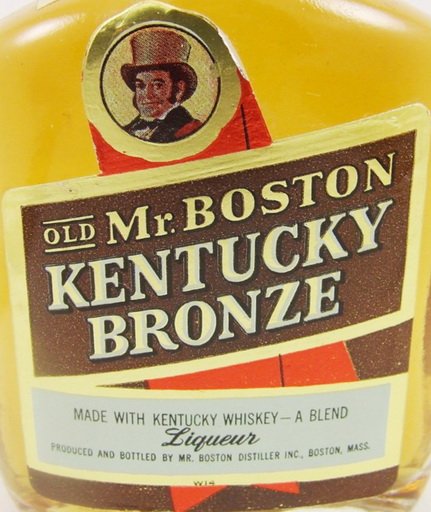 OLD Mr. BOSTON
KENTUCKY
BRONZE
MADE WITH KENTUCKY WHISKEY—A BLEND
Liqueur
PRODUCED AND BOTTLED BY MR. BOSTON DISTILLER INC., BOSTON, MASS.
W14